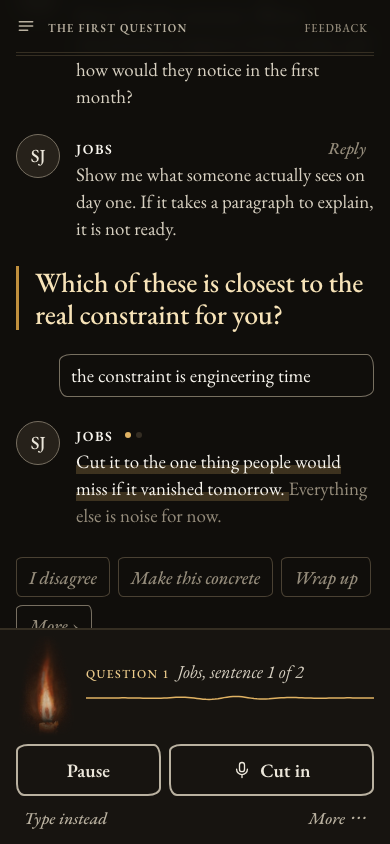 THE FIRST QUESTION
FEEDBACK
how would they notice in the first
month?
SJ
JOBS
Reply
Show me what someone actually sees on
day one. If it takes a paragraph to explain,
it is not ready.
Which of these is closest to the
real constraint for you?
the constraint is engineering time
SJ
JOBS
Cut it to the one thing people would
miss if it vanished tomorrow. Everything
else is noise for now.
I disagree
Make this concrete
Wrap up
More ›
QUESTION 1 Jobs, sentence 1 of 2
Pause
Cut in
Type instead
More ···